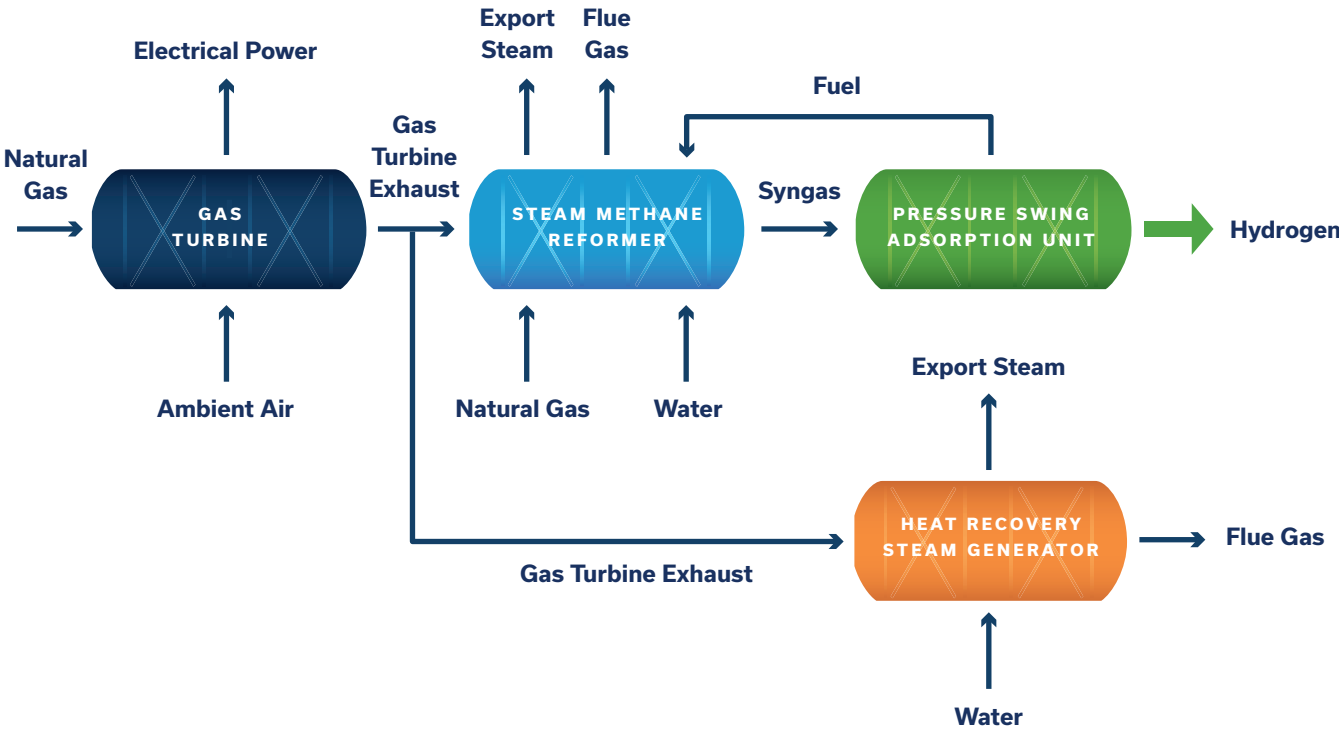 Export
Steam
Flue
Gas
Electrical Power
Fuel
Gas
Turbine
Exhaust
Natural
Gas
GAS
TURBINE
STEAM METHANE
REFORMER
Syngas
PRESSURE SWING
ADSORPTION UNIT
Hydrogen
Ambient Air
Natural Gas
Water
Export Steam
HEAT RECOVERY
STEAM GENERATOR
Flue Gas
Gas Turbine Exhaust
Water